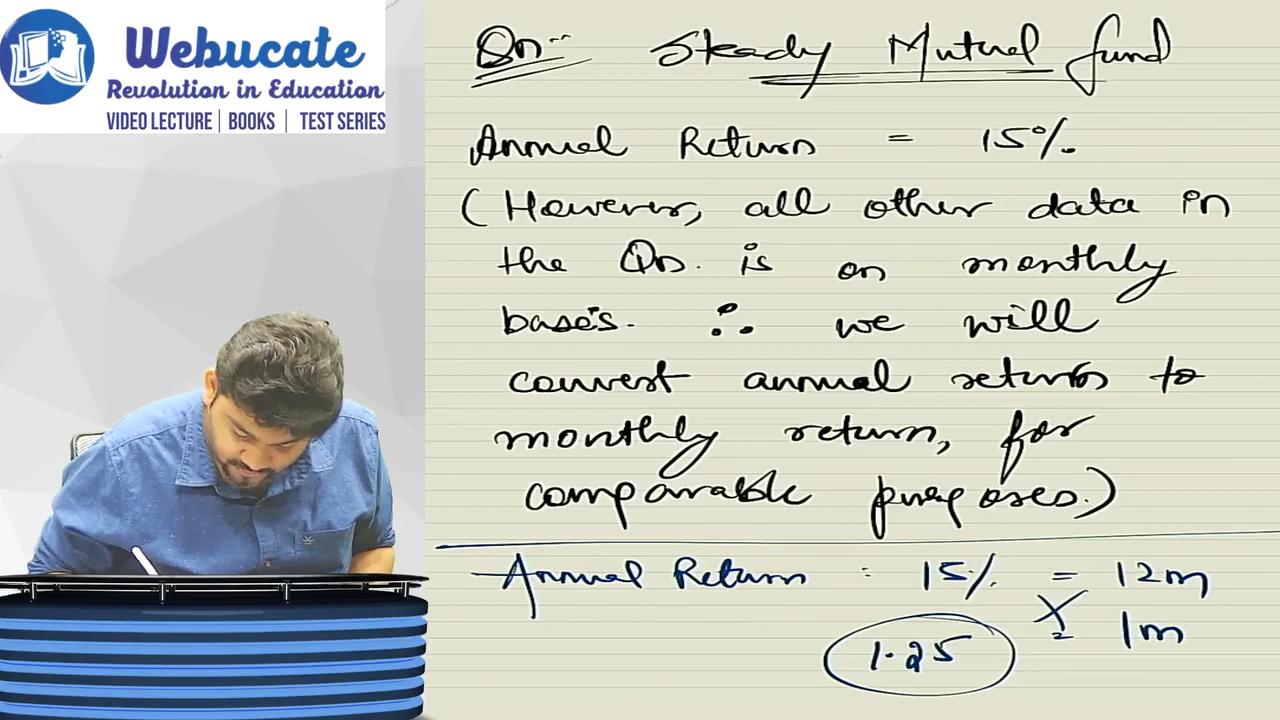 Webucate
Revolution in Education
VIDEO LECTURE | BOOKS | TEST SERIES
Qn:- Steady Mutual fund
Annual Return = 15%.
(However, all other data in
the Qn. is on monthly
basis. ∴ we will
convert annual returns to
monthly return, for
comparable purposes.)
Annual Return : 15%. = 12m
1m
1.25